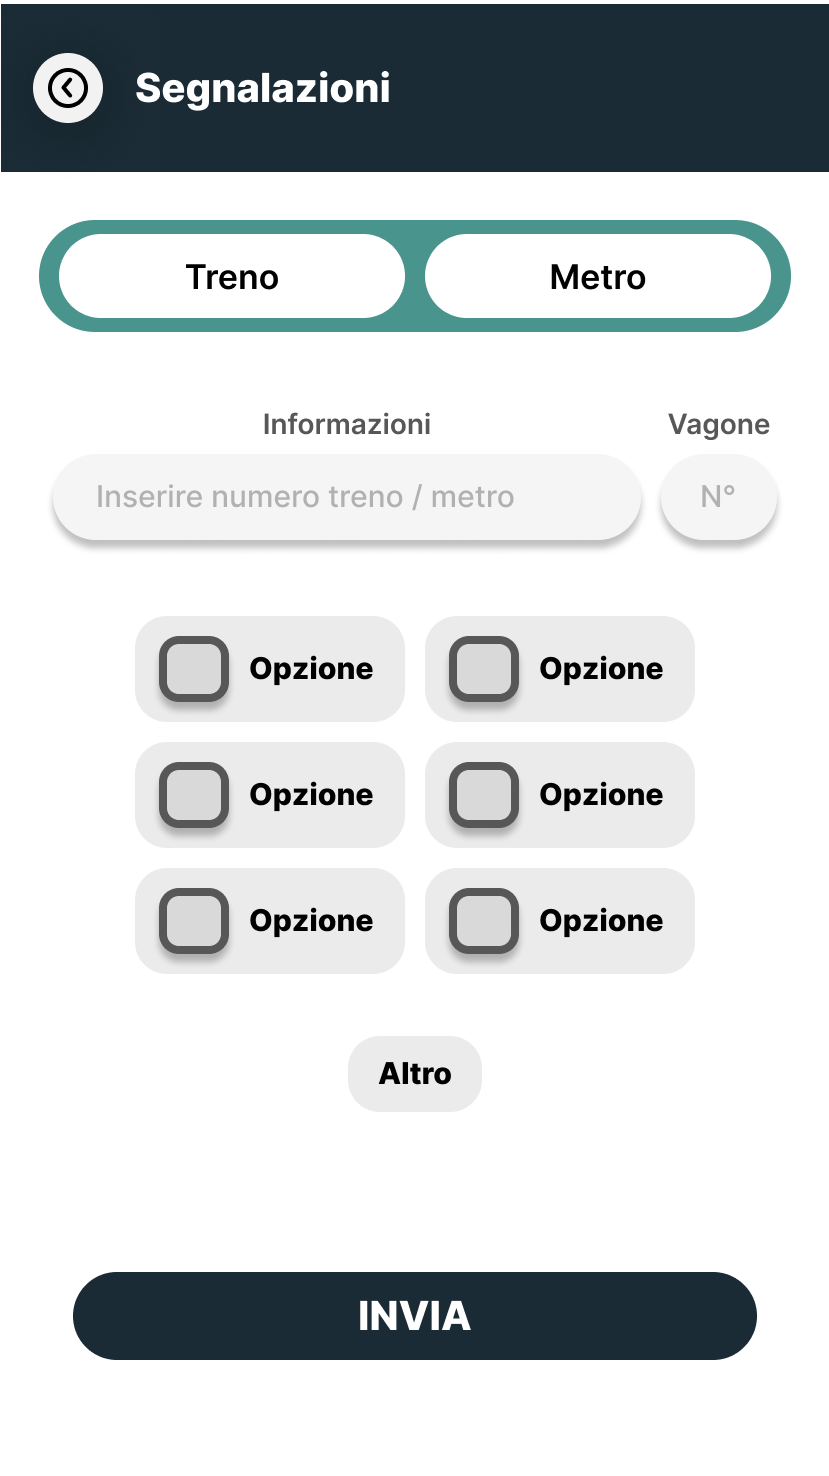 Segnalazioni
Treno Metro
Informazioni Vagone
Inserire numero treno / metro N°
Opzione Opzione
Opzione Opzione
Opzione Opzione
Altro
INVIA